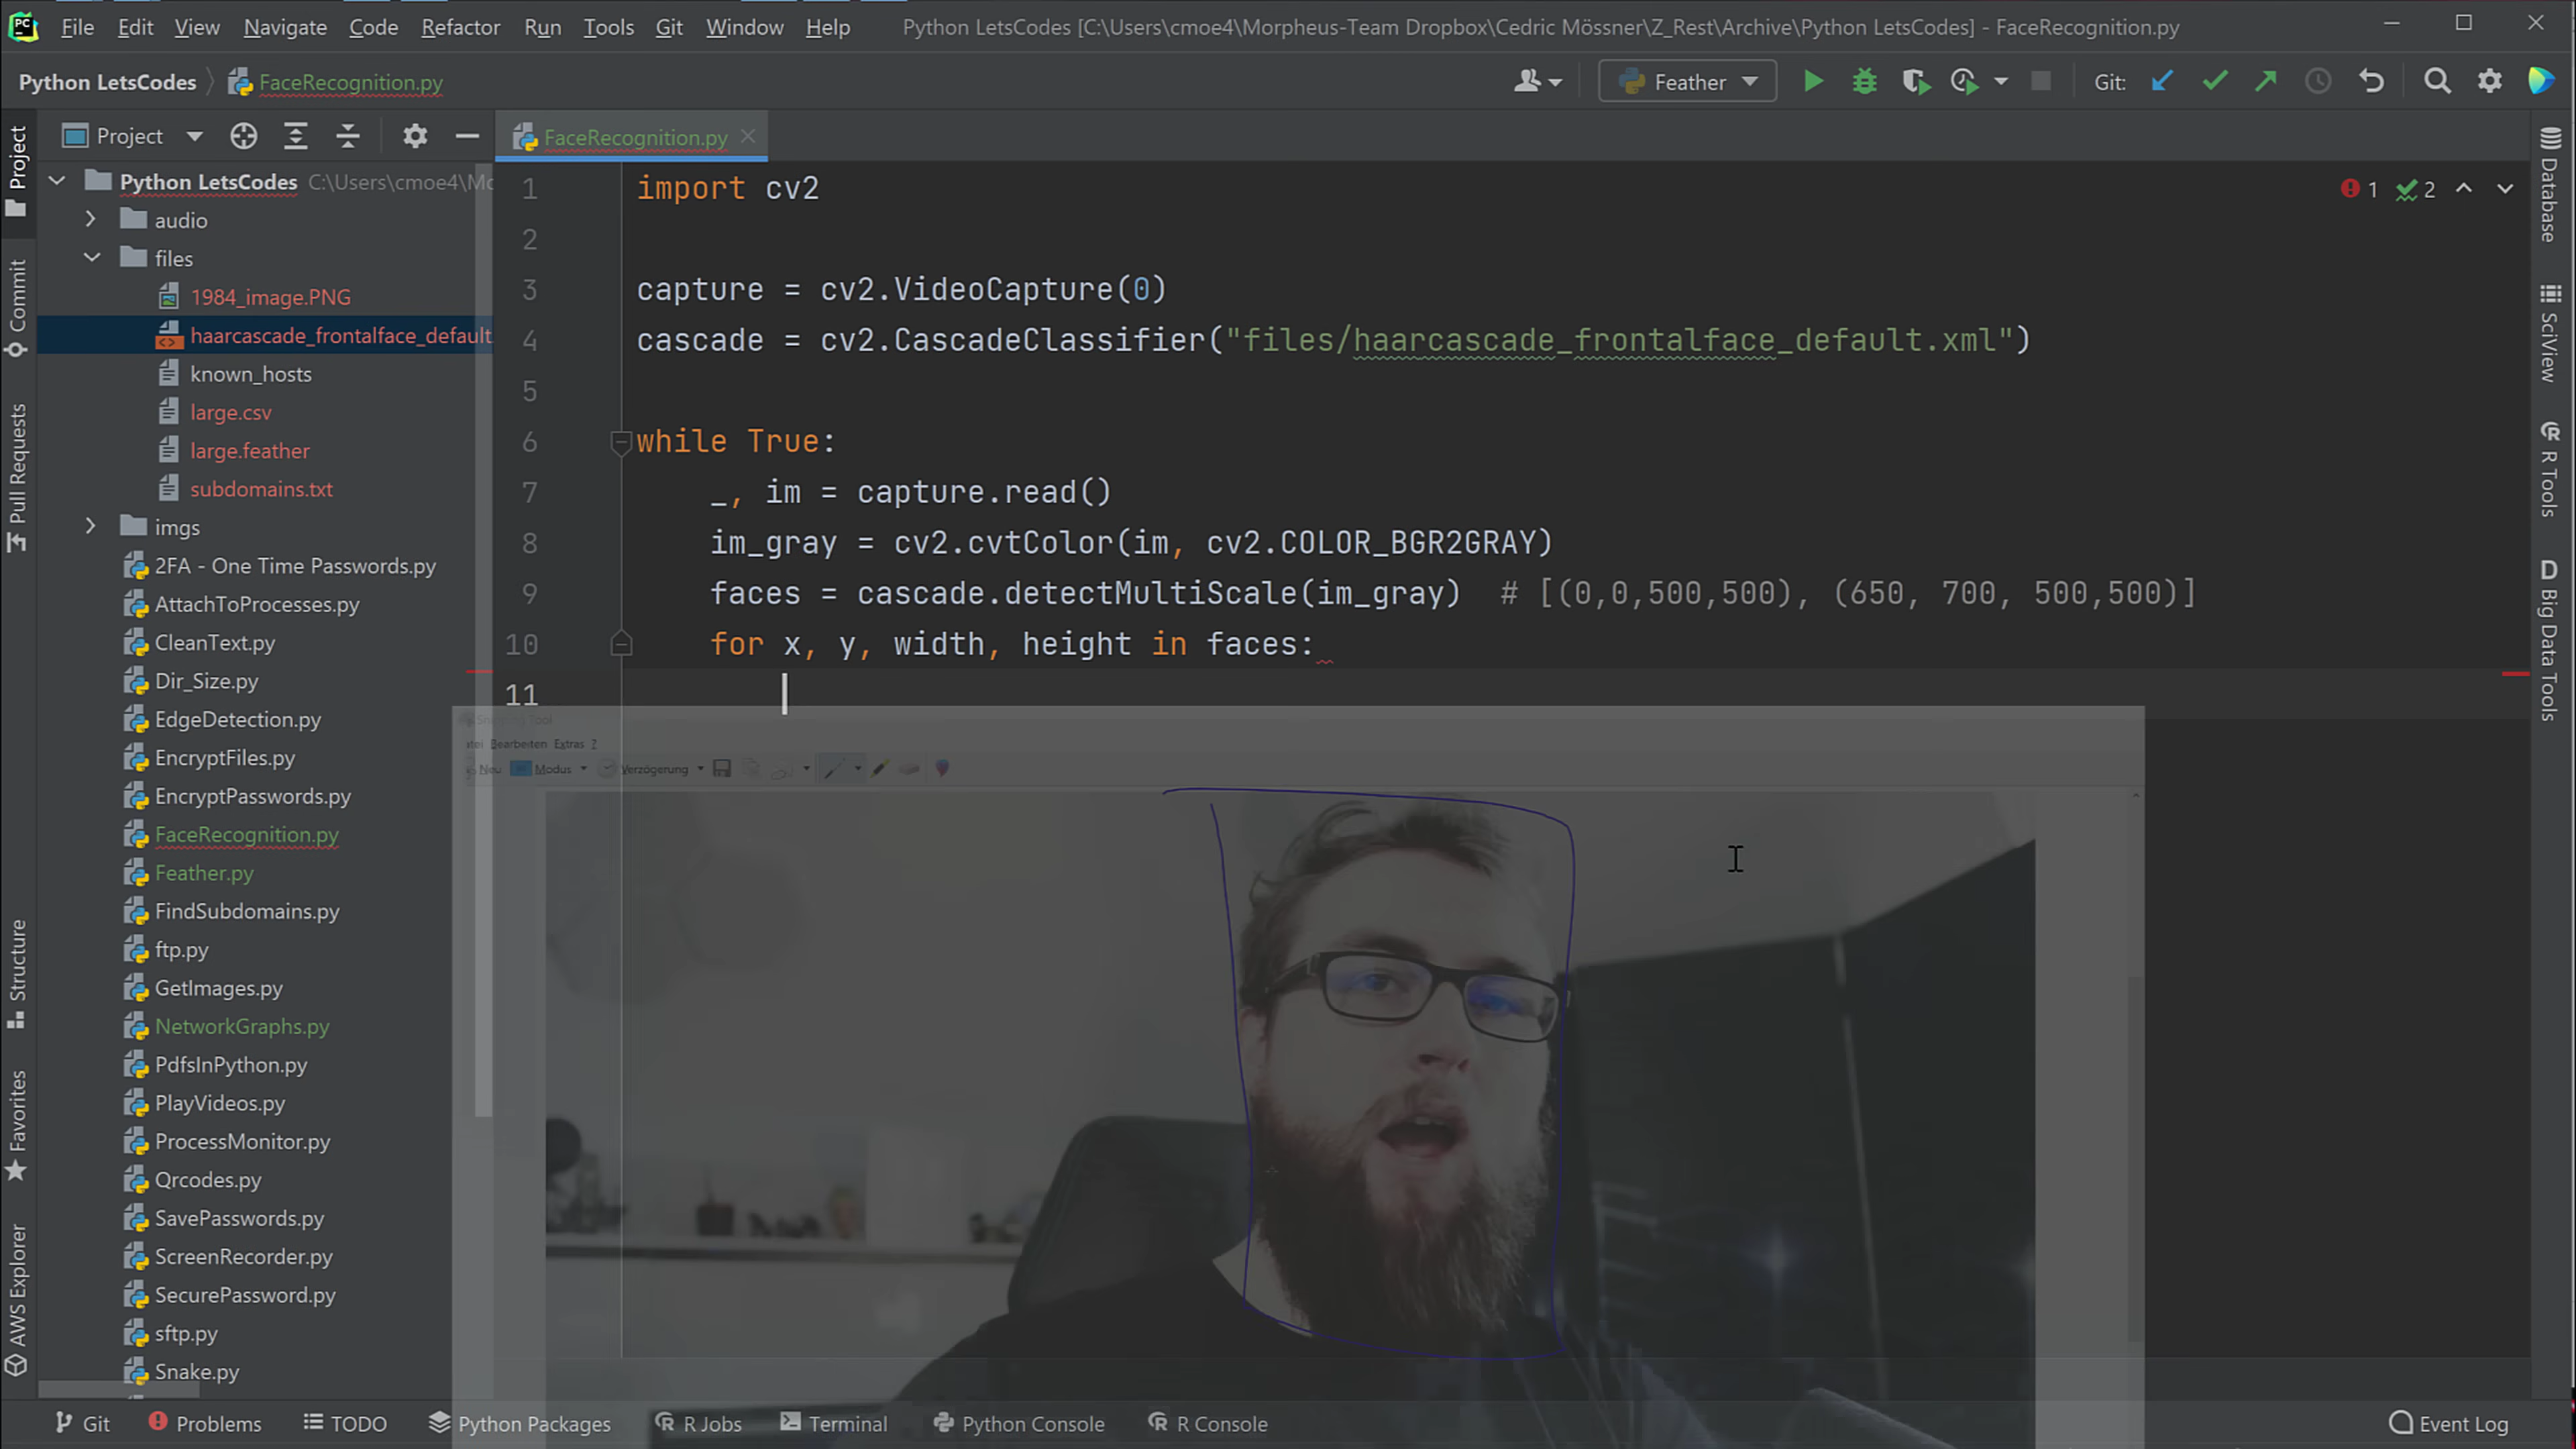 File Edit View Navigate Code Refactor Run Tools Git Window Help Python LetsCodes [C:\Users\cmoe4\Morpheus-Team Dropbox\Cedric Mössner\Z_Rest\Archive\Python LetsCodes] - FaceRecognition.py
Python LetsCodes FaceRecognition.py Feather Git:
Project
FaceRecognition.py
Python LetsCodes C:\Users\cmoe4\Mo
audio
files
1984_image.PNG
haarcascade_frontalface_default
known_hosts
large.csv
large.feather
subdomains.txt
imgs
2FA - One Time Passwords.py
AttachToProcesses.py
CleanText.py
Dir_Size.py
EdgeDetection.py
EncryptFiles.py
EncryptPasswords.py
FaceRecognition.py
Feather.py
FindSubdomains.py
ftp.py
GetImages.py
NetworkGraphs.py
PdfsInPython.py
PlayVideos.py
ProcessMonitor.py
Qrcodes.py
SavePasswords.py
ScreenRecorder.py
SecurePassword.py
sftp.py
Snake.py
Project
Commit
Pull Requests
Structure
Favorites
AWS Explorer
1 import cv2
2
3 capture = cv2.VideoCapture(0)
4 cascade = cv2.CascadeClassifier("files/haarcascade_frontalface_default.xml")
5
6 while True:
7 _, im = capture.read()
8 im_gray = cv2.cvtColor(im, cv2.COLOR_BGR2GRAY)
9 faces = cascade.detectMultiScale(im_gray) # [(0,0,500,500), (650, 700, 500,500)]
10 for x, y, width, height in faces:
11
1 2
Bearbeiten Extras ?
Neu Modus Verzögerung
Database
SciView
R Tools
Big Data Tools
Git Problems TODO Python Packages R Jobs Terminal Python Console R Console Event Log